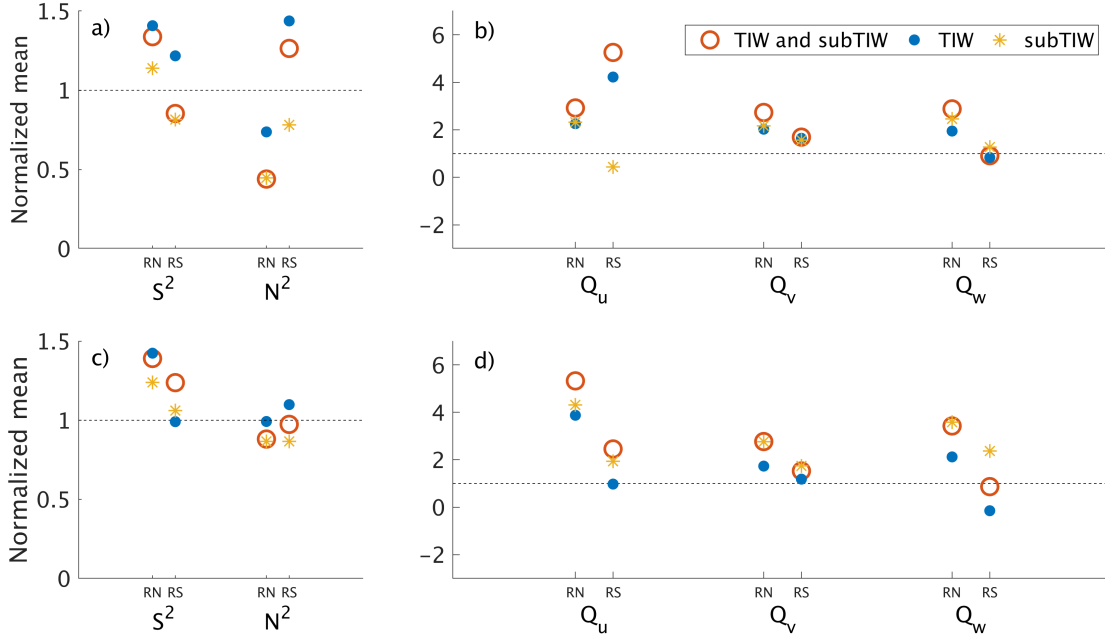 a)
Normalized mean
1.5
1
0.5
0
RN RS RN RS
S² N²
b)
TIW and subTIW TIW subTIW
6
4
2
0
-2
RN RS RN RS RN RS
Qᵤ Qᵥ Q_w
c)
Normalized mean
1.5
1
0.5
0
RN RS RN RS
S² N²
d)
6
4
2
0
-2
RN RS RN RS RN RS
Qᵤ Qᵥ Q_w